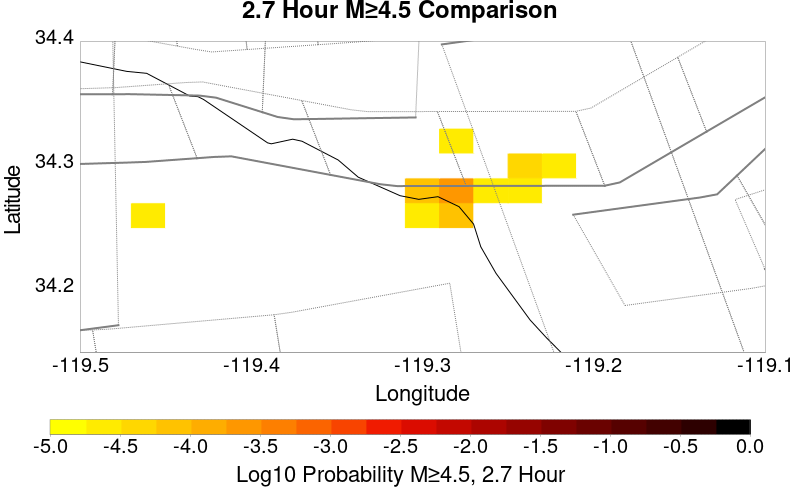 2.7 Hour M≥4.5 Comparison
34.4
34.3
34.2
Latitude
-119.5 -119.4 -119.3 -119.2 -119.1
Longitude
-5.0 -4.5 -4.0 -3.5 -3.0 -2.5 -2.0 -1.5 -1.0 -0.5 0.0
Log10 Probability M≥4.5, 2.7 Hour